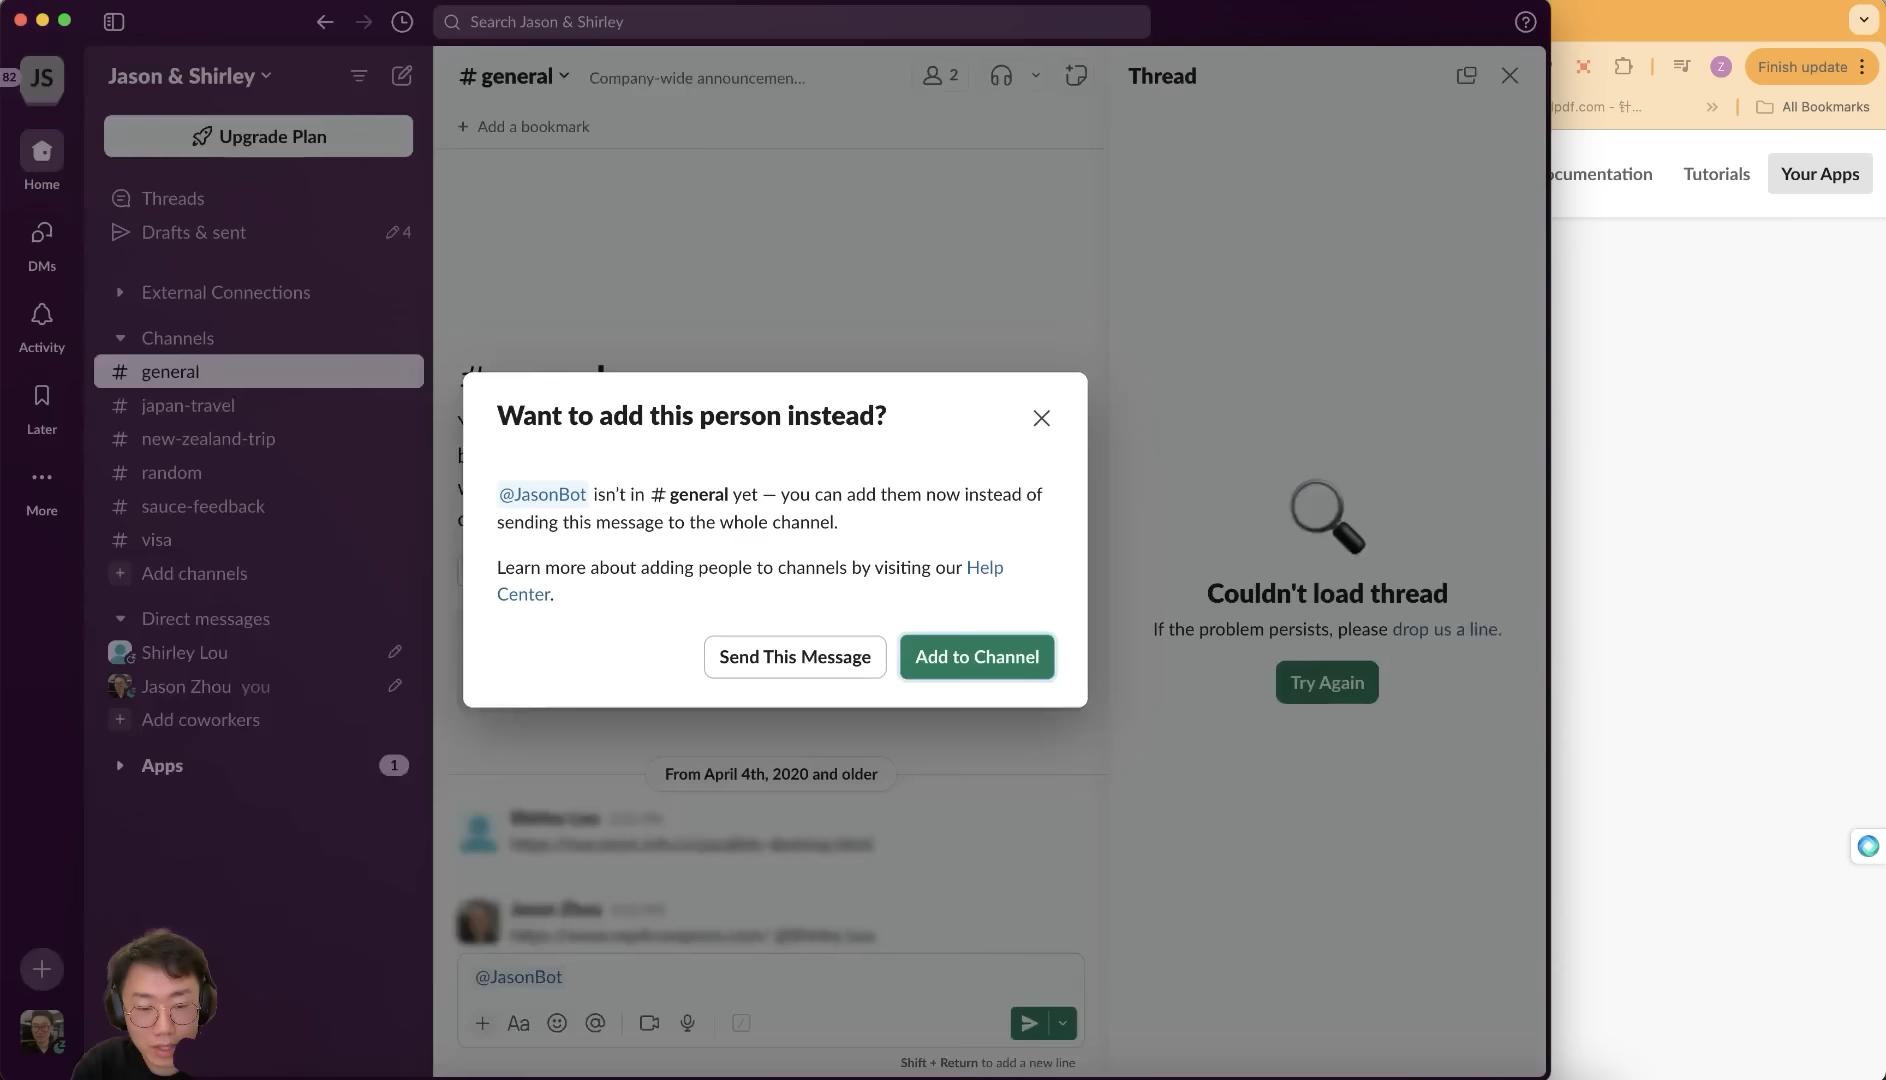 Search Jason & Shirley
82
JS
Jason & Shirley
Upgrade Plan
Home
DMs
Activity
Later
More
Threads
Drafts & sent
4
External Connections
Channels
# general
# japan-travel
# new-zealand-trip
# random
# sauce-feedback
# visa
+ Add channels
Direct messages
Shirley Lou
Jason Zhou you
+ Add coworkers
Apps
1
# general
Company-wide announcemen...
2
+ Add a bookmark
Want to add this person instead?
@JasonBot isn't in # general yet — you can add them now instead of
sending this message to the whole channel.
Learn more about adding people to channels by visiting our Help
Center.
Send This Message
Add to Channel
From April 4th, 2020 and older
@JasonBot
Aa
Shift + Return to add a new line
Thread
Couldn't load thread
If the problem persists, please drop us a line.
Try Again
Z
Finish update
lpdf.com - 针...
All Bookmarks
ocumentation
Tutorials
Your Apps